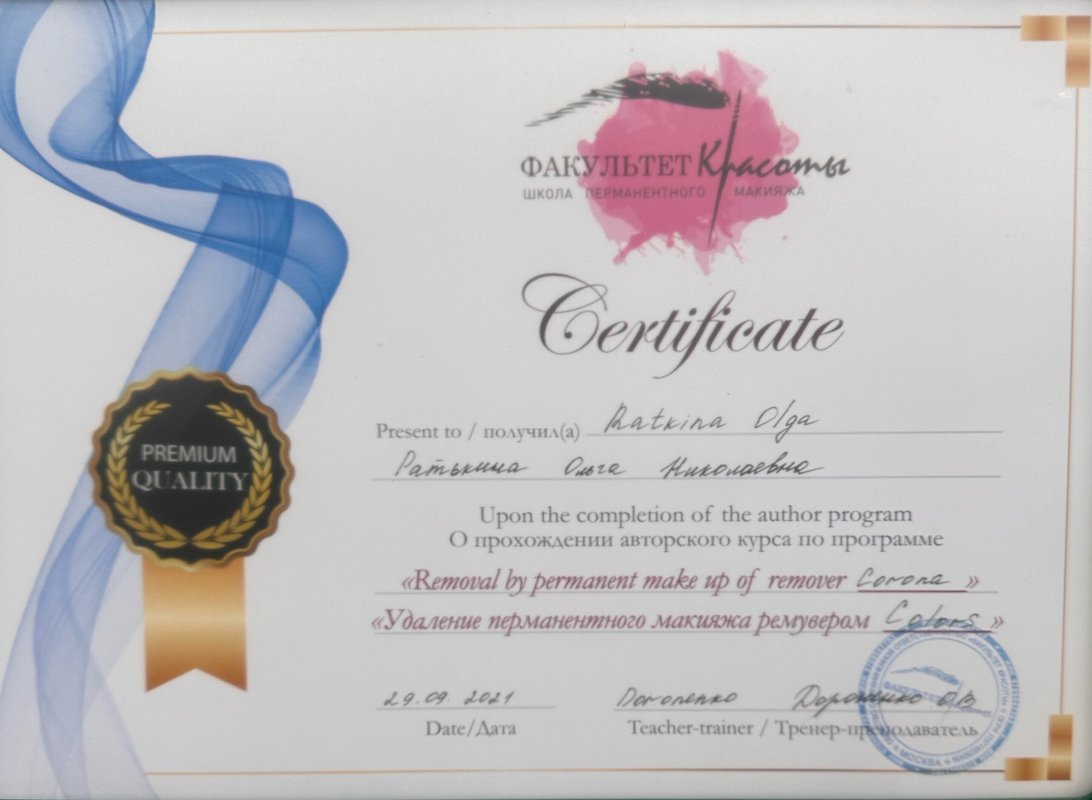 ФАКУЛЬТЕТ Красоты
ШКОЛА ПЕРМАНЕНТНОГО МАКИЯЖА
Certificate
PREMIUM
QUALITY
Present to / получил(а) Ratkina Olga
Ратькина Ольга Николаевна
Upon the completion of the author program
О прохождении авторского курса по программе
«Removal by permanent make up of remover Corona »
«Удаление перманентного макияжа ремувером Colors »
29.09.2021 Дороненко О.В
Date/Дата Teacher-trainer / Тренер-преподаватель
МОСКВА